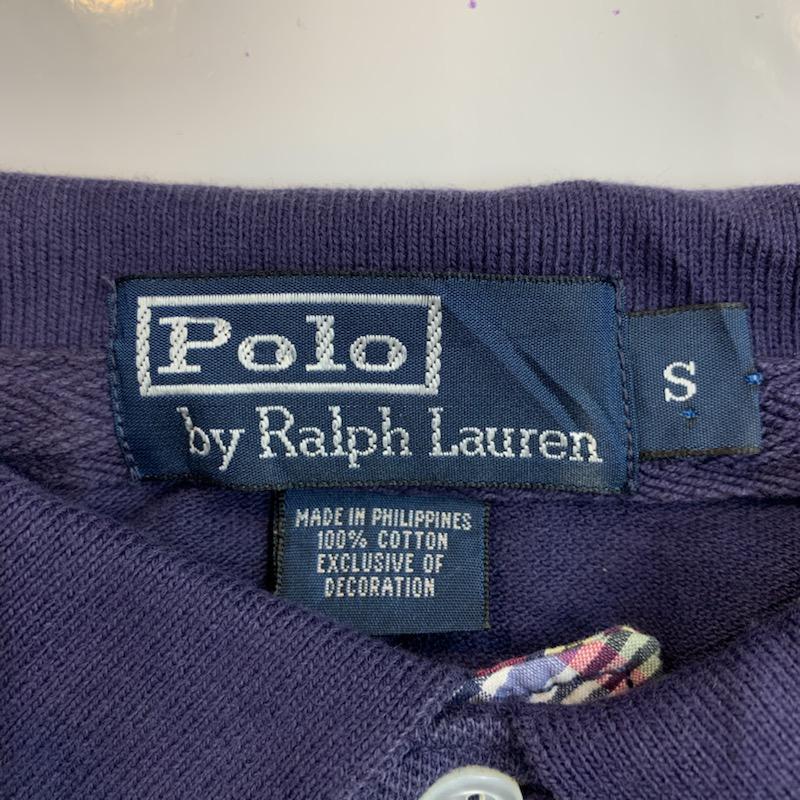 Polo
by Ralph Lauren
S
MADE IN PHILIPPINES
100% COTTON
EXCLUSIVE OF
DECORATION